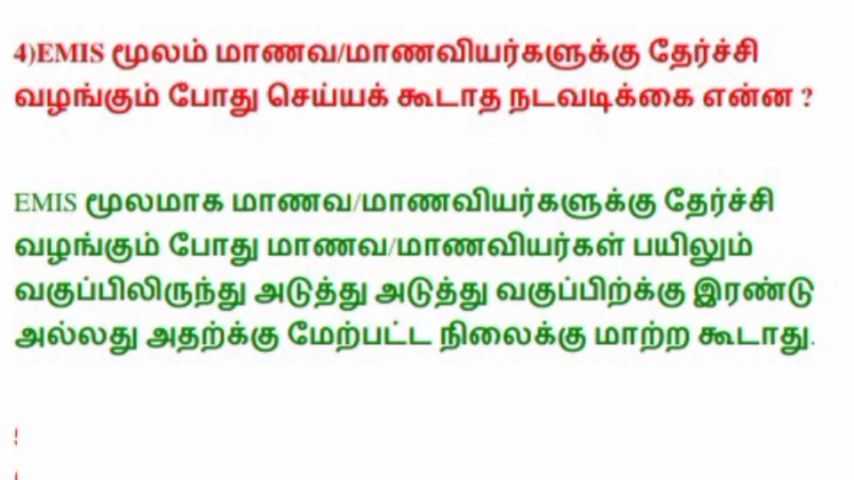 4)EMIS மூலம் மாணவ/மாணவியர்களுக்கு தேர்ச்சி
வழங்கும் போது செய்யக் கூடாத நடவடிக்கை என்ன ?
EMIS மூலமாக மாணவ/மாணவியர்களுக்கு தேர்ச்சி
வழங்கும் போது மாணவ/மாணவியர்கள் பயிலும்
வகுப்பிலிருந்து அடுத்து அடுத்து வகுப்பிற்க்கு இரண்டு
அல்லது அதற்க்கு மேற்பட்ட நிலைக்கு மாற்ற கூடாது.